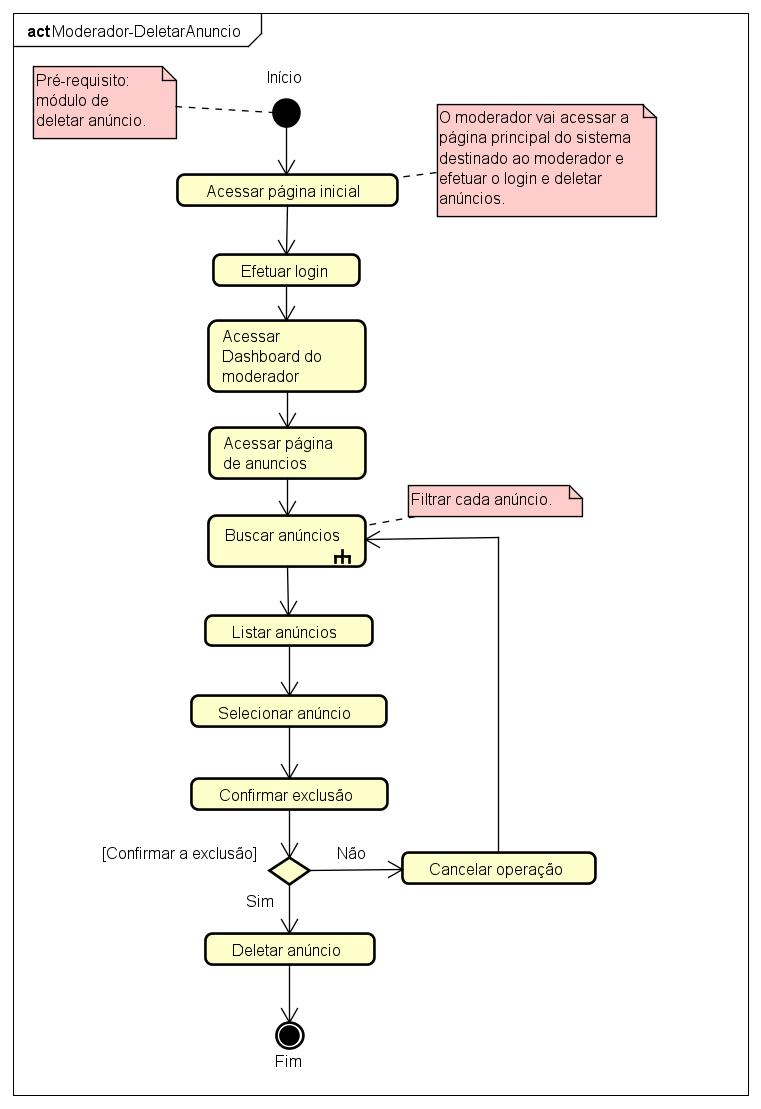 act Moderador-DeletarAnuncio
Início
Pré-requisito:
módulo de
deletar anúncio.
O moderador vai acessar a
página principal do sistema
destinado ao moderador e
efetuar o login e deletar
anúncios.
Acessar página inicial
Efetuar login
Acessar
Dashboard do
moderador
Acessar página
de anuncios
Filtrar cada anúncio.
Buscar anúncios
Listar anúncios
Selecionar anúncio
Confirmar exclusão
[Confirmar a exclusão]
Não
Cancelar operação
Sim
Deletar anúncio
Fim